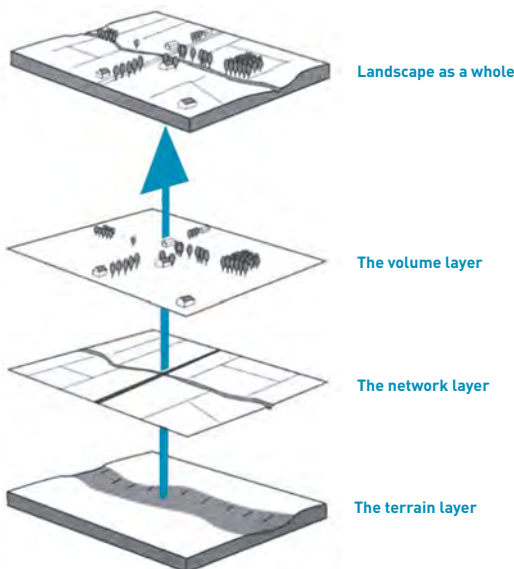 Landscape as a whole
The volume layer
The network layer
The terrain layer